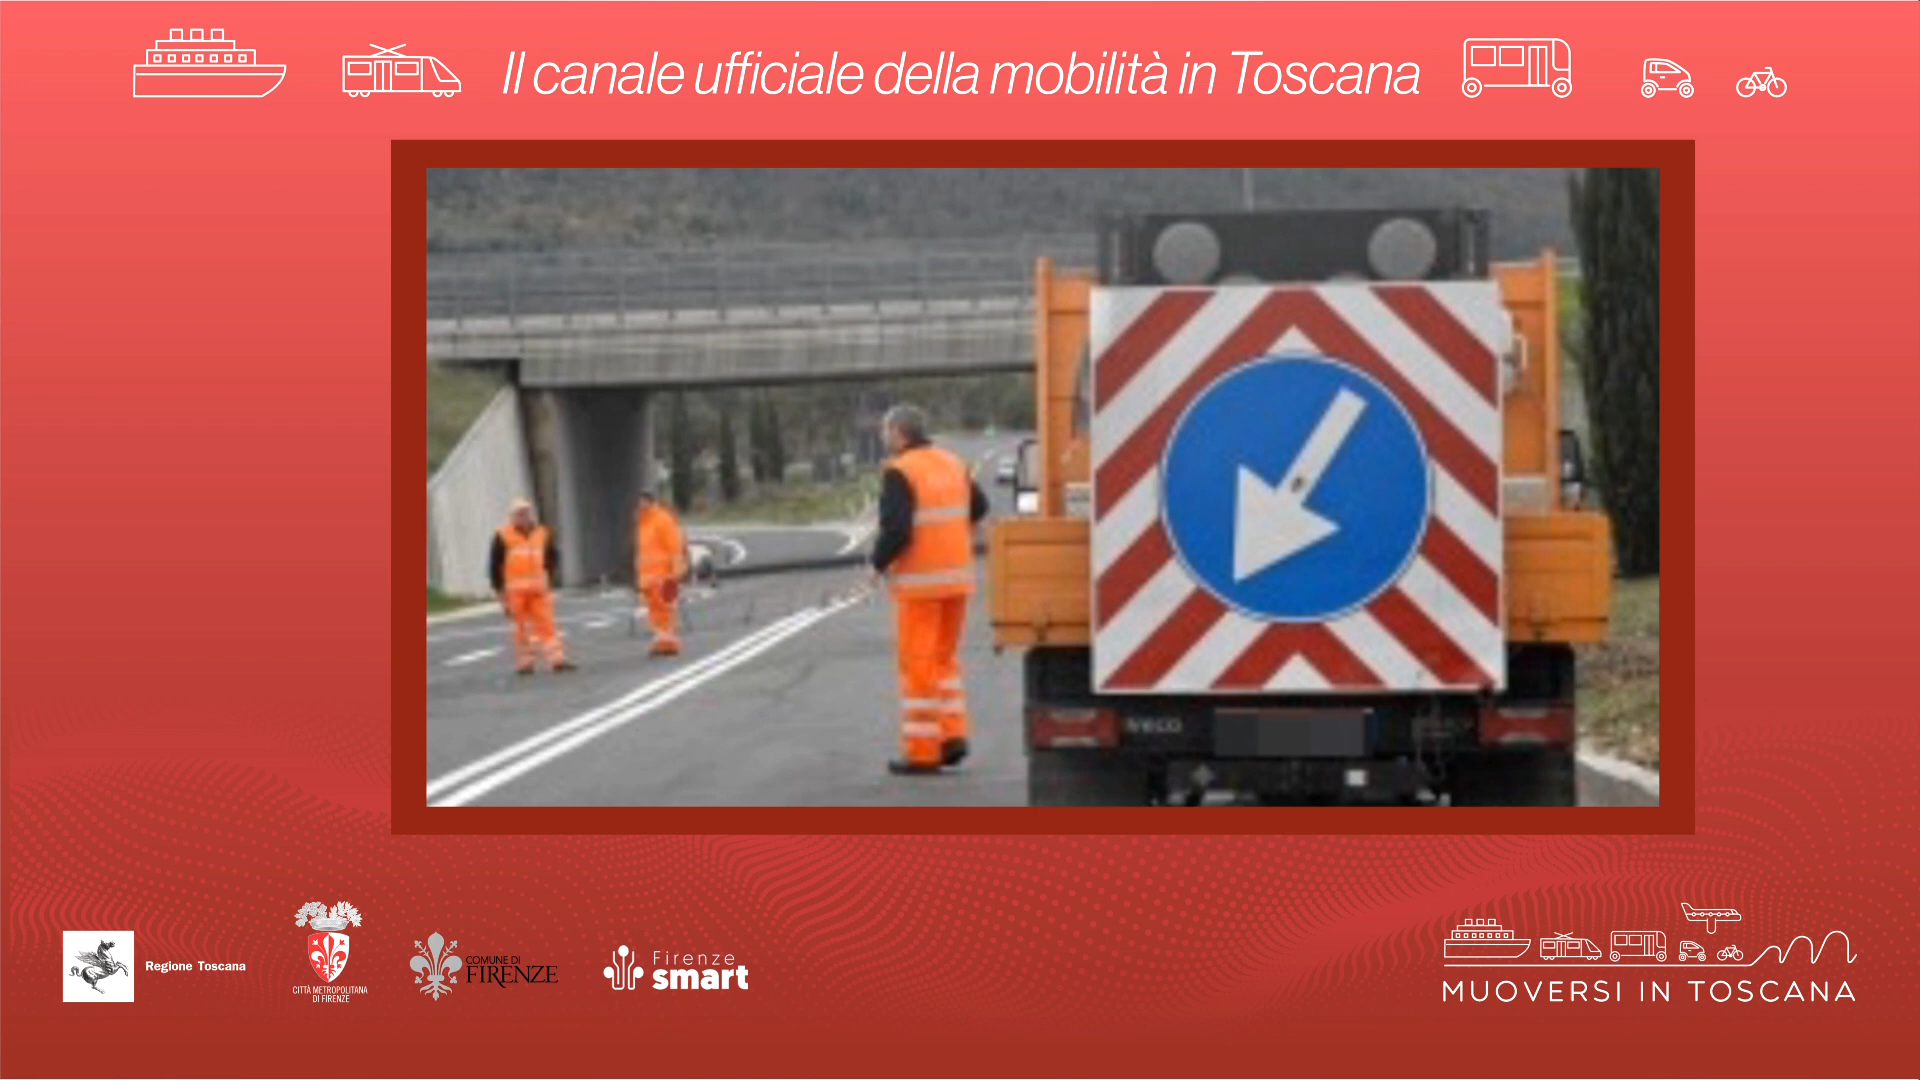 Il canale ufficiale della mobilità in Toscana
IVECO
Regione Toscana
CITTÀ METROPOLITANA
DI FIRENZE
COMUNE DI
FIRENZE
Firenze
smart
MUOVERSI IN TOSCANA